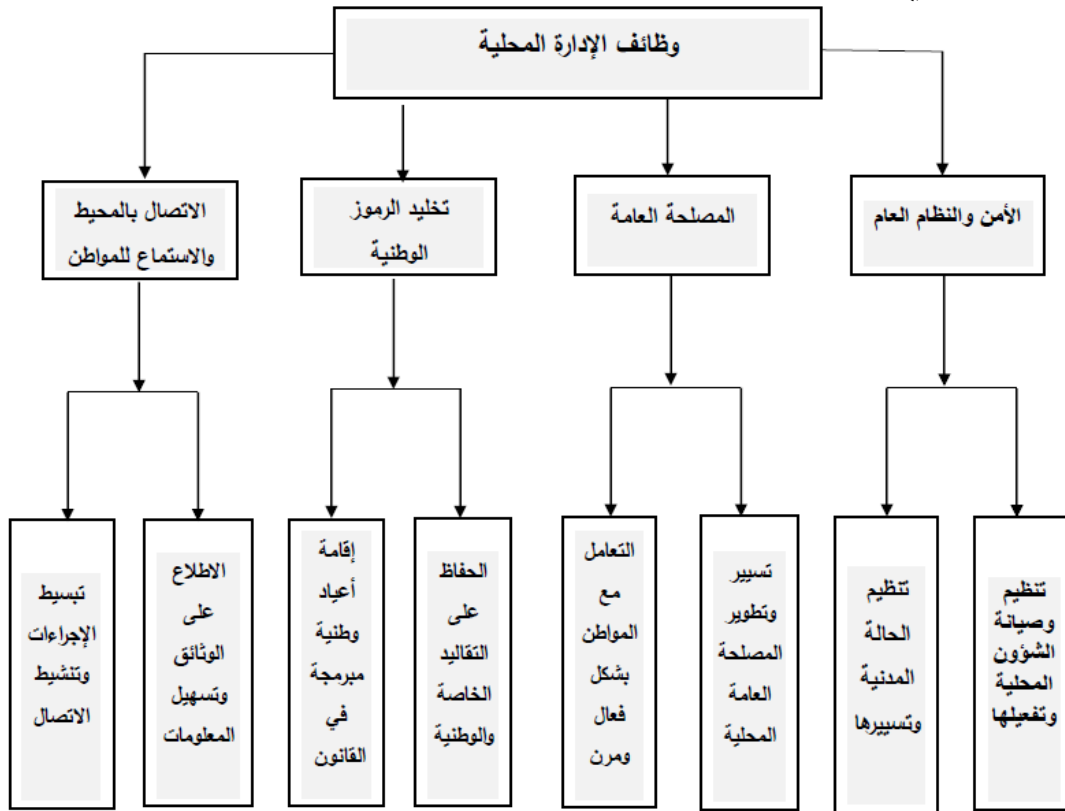 وظائف الإدارة المحلية
الأمن والنظام العام
المصلحة العامة
تخليد الرموز
الوطنية
الاتصال بالمحيط
والاستماع للمواطن
تنظيم
وصيانة
الشؤون
المحلية
وتفعيلها
تنظيم
الحالة
المدنية
وتسييرها
تسيير
وتطوير
المصلحة
العامة
المحلية
التعامل
مع
المواطن
بشكل
فعال
ومرن
الحفاظ
على
التقاليد
الخاصة
والوطنية
إقامة
أعياد
وطنية
مبرمجة
في
القانون
الاطلاع
على
الوثائق
وتسهيل
المعلومات
تبسيط
الإجراءات
وتنشيط
الاتصال